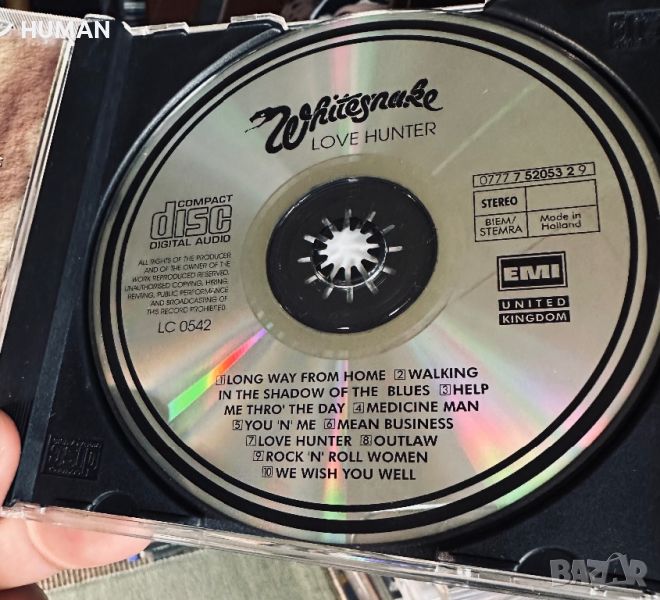 HUMAN
Whitesnake
LOVE HUNTER
COMPACT
disc
DIGITAL AUDIO
0777 7 52053 2 9
STEREO
BIEM/
STEMRA
Made in
Holland
EMI
UNITED
KINGDOM
ALL RIGHTS OF THE PRODUCER
AND OF THE OWNER OF THE
WORK REPRODUCED RESERVED.
UNAUTHORISED COPYING, HIRING,
RENTING, PUBLIC PERFORMANCE
AND BROADCASTING OF
THIS RECORD PROHIBITED.
LC 0542
1 LONG WAY FROM HOME 2 WALKING
IN THE SHADOW OF THE BLUES 3 HELP
ME THRO' THE DAY 4 MEDICINE MAN
5 YOU 'N' ME 6 MEAN BUSINESS
7 LOVE HUNTER 8 OUTLAW
9 ROCK 'N' ROLL WOMEN
10 WE WISH YOU WELL
BAZAR